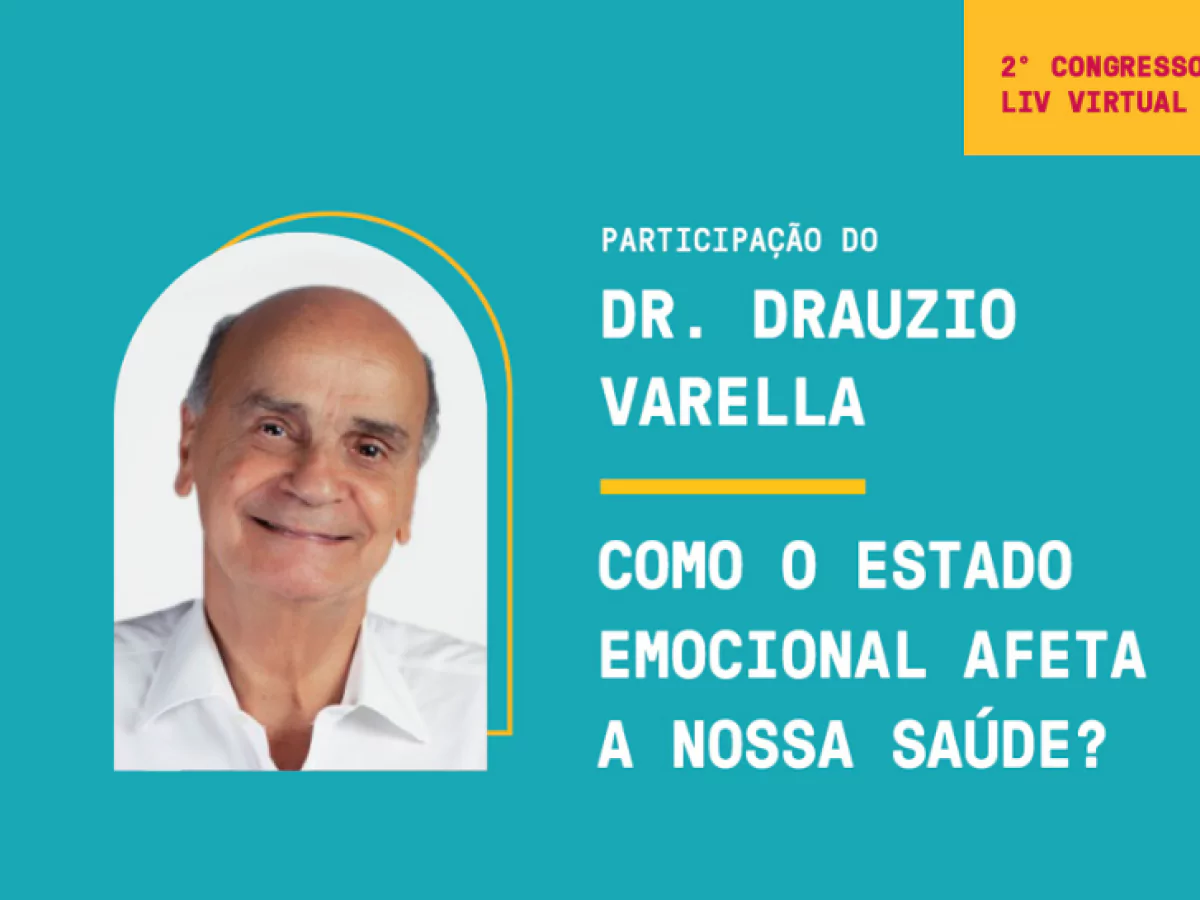 2° CONGRESSO
LIV VIRTUAL
PARTICIPAÇÃO DO
DR. DRAUZIO
VARELLA
COMO O ESTADO
EMOCIONAL AFETA
A NOSSA SAÚDE?